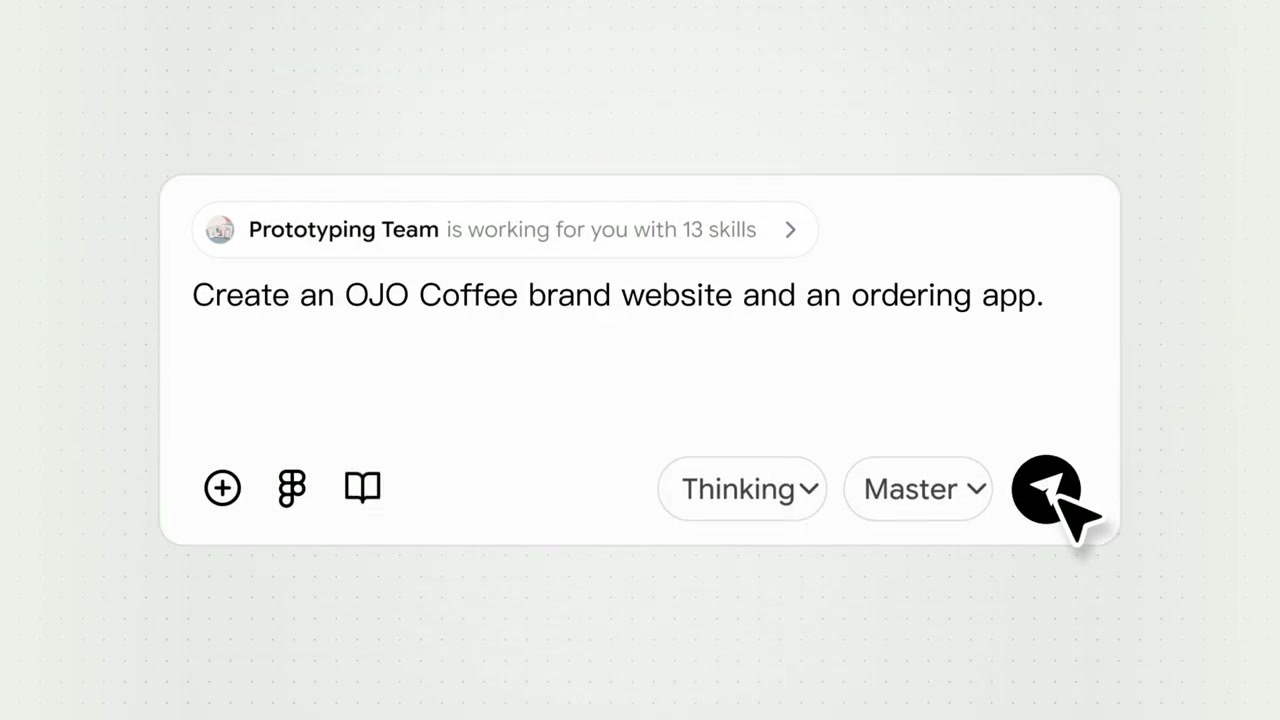 Prototyping Team is working for you with 13 skills
Create an OJO Coffee brand website and an ordering app.
Thinking
Master